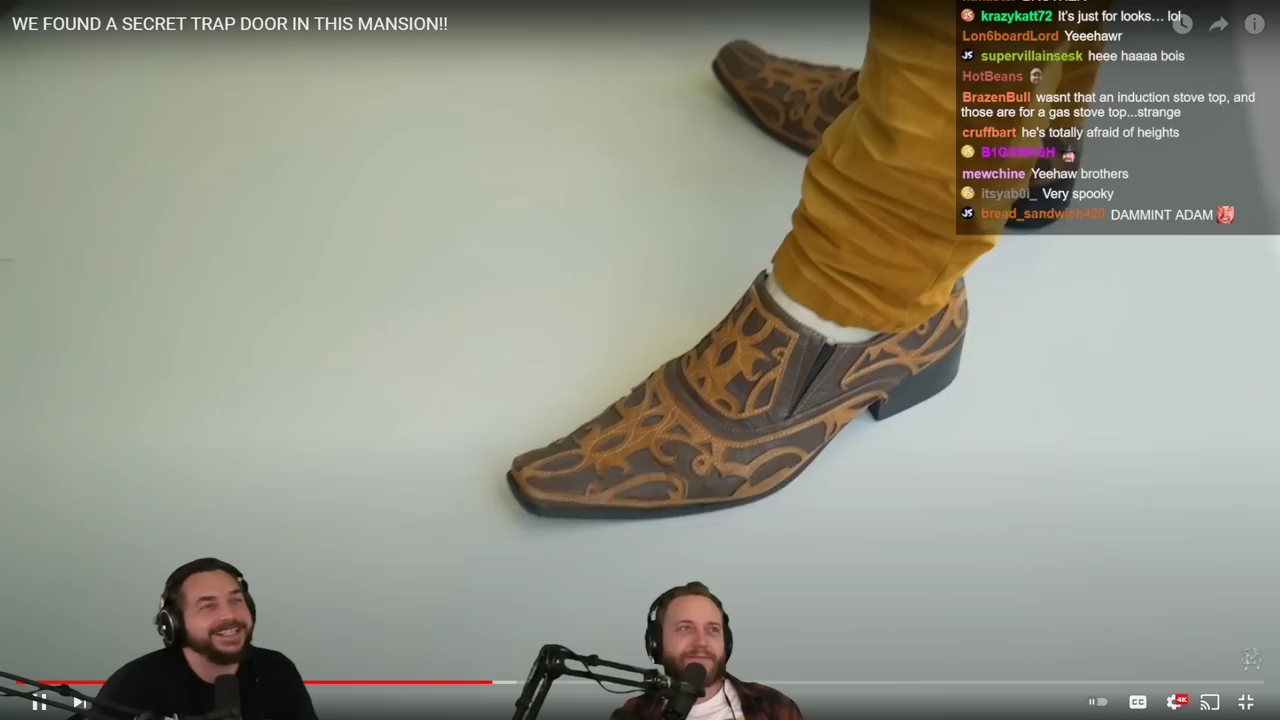 WE FOUND A SECRET TRAP DOOR IN THIS MANSION!!
krazykatt72 It's just for looks… lol
Lon6boardLord Yeeehawr
supervillainsesk heee haaaa bois
HotBeans
BrazenBull wasnt that an induction stove top, and
those are for a gas stove top...strange
cruffbart he's totally afraid of heights
B1GSMASH
mewchine Yeehaw brothers
itsyab0i_ Very spooky
bread_sandwich420 DAMMINT ADAM
CC
4K